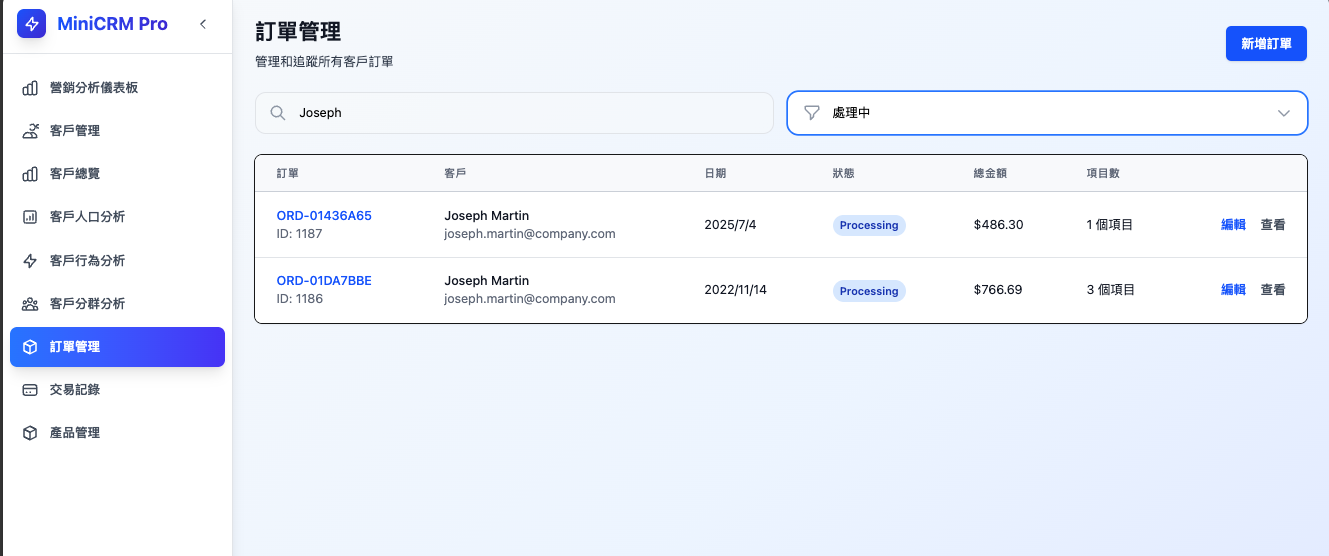 MiniCRM Pro
營銷分析儀表板
客戶管理
客戶總覽
客戶人口分析
客戶行為分析
客戶分群分析
訂單管理
交易記錄
產品管理
訂單管理
管理和追蹤所有客戶訂單
新增訂單
Joseph
處理中
訂單 客戶 日期 狀態 總金額 項目數
ORD-01436A65 Joseph Martin 2025/7/4 Processing $486.30 1 個項目 編輯 查看
ID: 1187 joseph.martin@company.com
ORD-01DA7BBE Joseph Martin 2022/11/14 Processing $766.69 3 個項目 編輯 查看
ID: 1186 joseph.martin@company.com